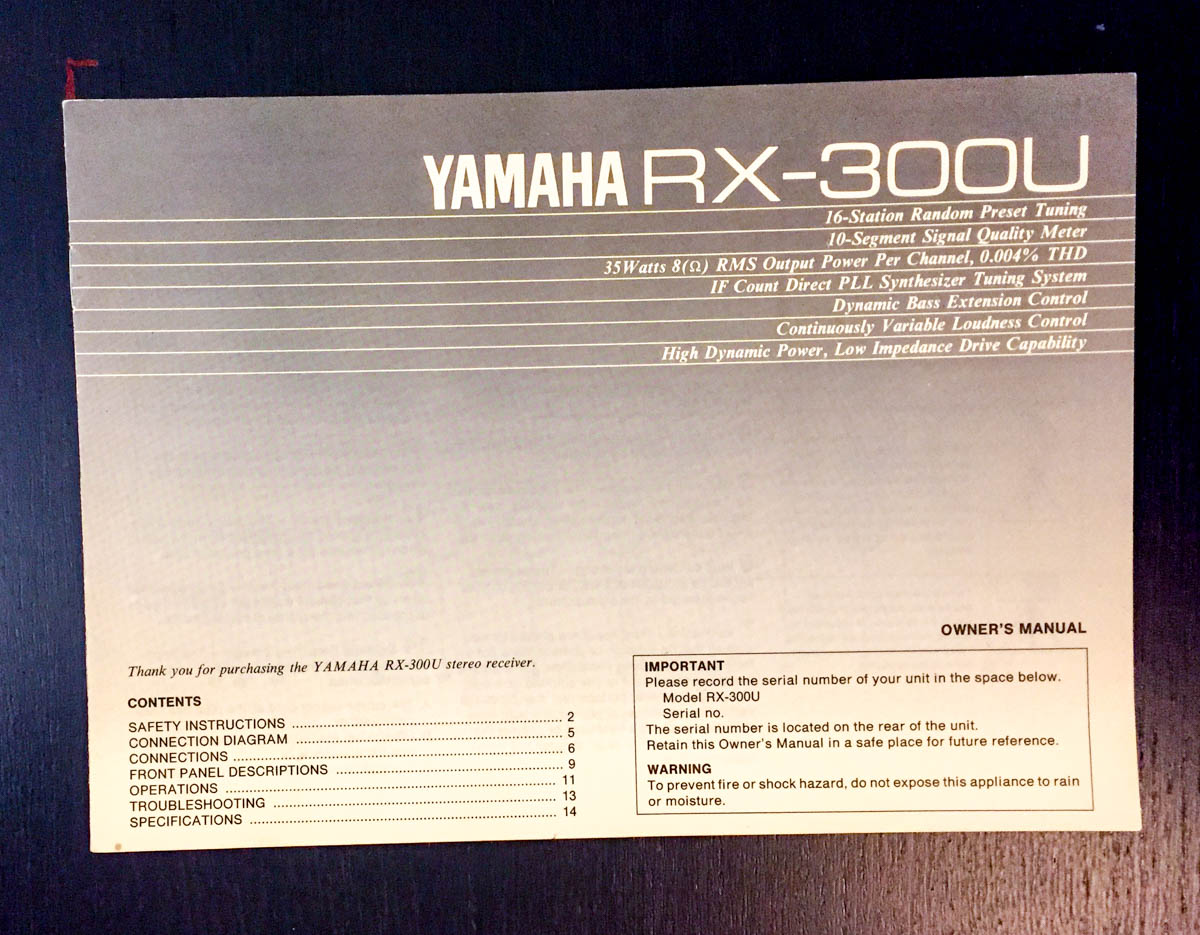 YAMAHA RX-300U
16-Station Random Preset Tuning
10-Segment Signal Quality Meter
35Watts 8(Ω) RMS Output Power Per Channel, 0.004% THD
IF Count Direct PLL Synthesizer Tuning System
Dynamic Bass Extension Control
Continuously Variable Loudness Control
High Dynamic Power, Low Impedance Drive Capability
OWNER'S MANUAL
Thank you for purchasing the YAMAHA RX-300U stereo receiver.
CONTENTS
SAFETY INSTRUCTIONS ........................ 2
CONNECTION DIAGRAM ........................ 5
CONNECTIONS ........................ 6
FRONT PANEL DESCRIPTIONS ........................ 9
OPERATIONS ........................ 11
TROUBLESHOOTING ........................ 13
SPECIFICATIONS ........................ 14
IMPORTANT
Please record the serial number of your unit in the space below.
Model RX-300U
Serial no.
The serial number is located on the rear of the unit.
Retain this Owner's Manual in a safe place for future reference.
WARNING
To prevent fire or shock hazard, do not expose this appliance to rain
or moisture.